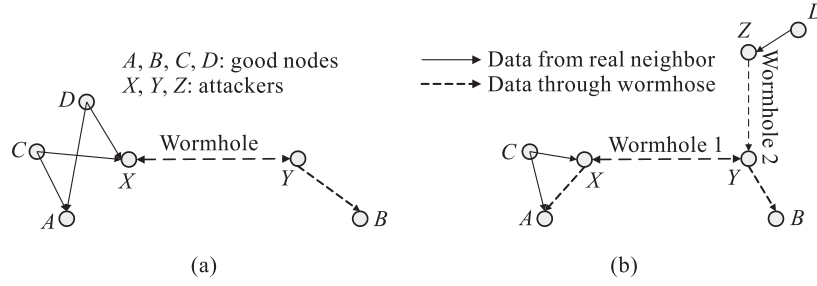 A, B, C, D: good nodes
X, Y, Z: attackers
D
C
Wormhole
X
Y
A
B
(a)
Data from real neighbor
Data through wormhose
Z
Wormhole 2
C
Wormhole 1
X
Y
A
B
(b)